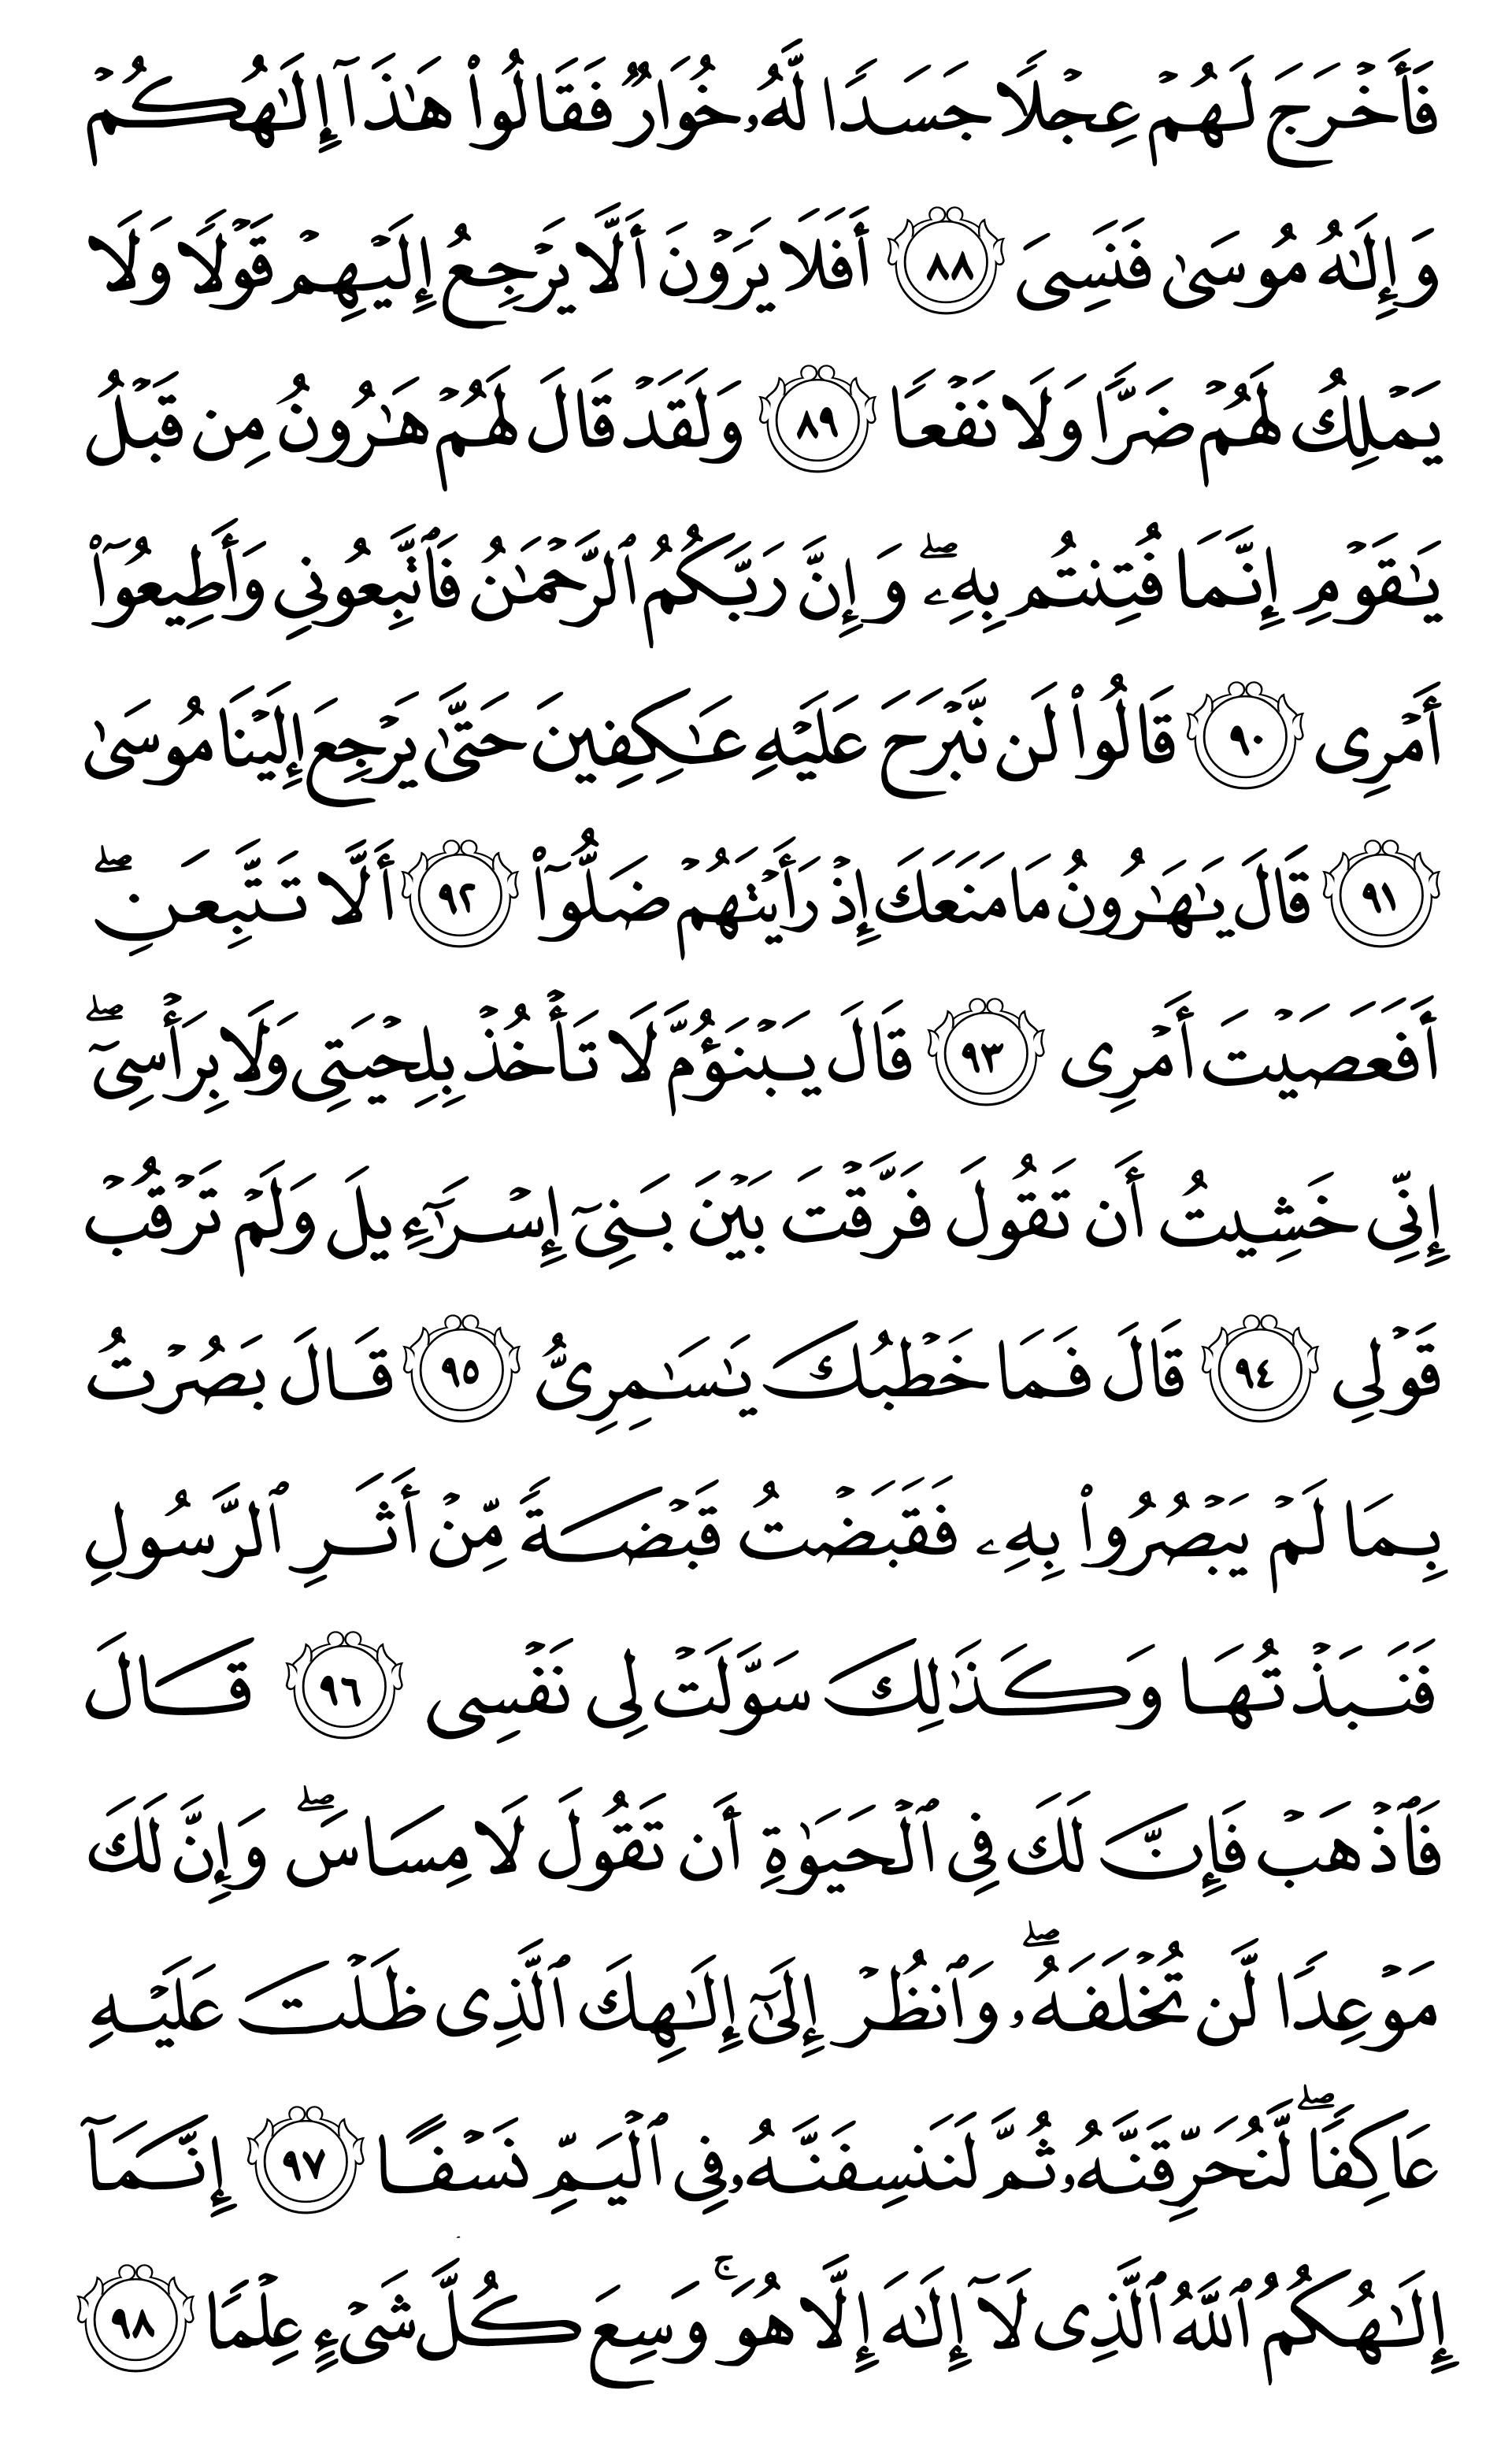 فَأَخْرَجَ لَهُمْ عِجْلًا جَسَدًا لَّهُۥ خُوَارٌ فَقَالُوا۟ هَٰذَآ إِلَٰهُكُمْ
وَإِلَٰهُ مُوسَىٰ فَنَسِىَ ٨٨ أَفَلَا يَرَوْنَ أَلَّا يَرْجِعُ إِلَيْهِمْ قَوْلًا وَلَا
يَمْلِكُ لَهُمْ ضَرًّا وَلَا نَفْعًا ٨٩ وَلَقَدْ قَالَ لَهُمْ هَٰرُونُ مِن قَبْلُ
يَٰقَوْمِ إِنَّمَا فُتِنتُم بِهِۦ ۖ وَإِنَّ رَبَّكُمُ ٱلرَّحْمَٰنُ فَٱتَّبِعُونِى وَأَطِيعُوٓا۟
أَمْرِى ٩٠ قَالُوا۟ لَن نَّبْرَحَ عَلَيْهِ عَٰكِفِينَ حَتَّىٰ يَرْجِعَ إِلَيْنَا مُوسَىٰ
٩١ قَالَ يَٰهَٰرُونُ مَا مَنَعَكَ إِذْ رَأَيْتَهُمْ ضَلُّوٓا۟ ٩٢ أَلَّا تَتَّبِعَنِ ۖ
أَفَعَصَيْتَ أَمْرِى ٩٣ قَالَ يَبْنَؤُمَّ لَا تَأْخُذْ بِلِحْيَتِى وَلَا بِرَأْسِىٓ ۖ
إِنِّى خَشِيتُ أَن تَقُولَ فَرَّقْتَ بَيْنَ بَنِىٓ إِسْرَٰٓءِيلَ وَلَمْ تَرْقُبْ
قَوْلِى ٩٤ قَالَ فَمَا خَطْبُكَ يَٰسَٰمِرِىُّ ٩٥ قَالَ بَصُرْتُ
بِمَا لَمْ يَبْصُرُوا۟ بِهِۦ فَقَبَضْتُ قَبْضَةً مِّنْ أَثَرِ ٱلرَّسُولِ
فَنَبَذْتُهَا وَكَذَٰلِكَ سَوَّلَتْ لِى نَفْسِى ٩٦ قَالَ
فَٱذْهَبْ فَإِنَّ لَكَ فِى ٱلْحَيَوٰةِ أَن تَقُولَ لَا مِسَاسَ ۖ وَإِنَّ لَكَ
مَوْعِدًا لَّن تُخْلَفَهُۥ ۖ وَٱنظُرْ إِلَىٰٓ إِلَٰهِكَ ٱلَّذِى ظَلْتَ عَلَيْهِ
عَاكِفًا ۖ لَّنُحَرِّقَنَّهُۥ ثُمَّ لَنَنسِفَنَّهُۥ فِى ٱلْيَمِّ نَسْفًا ٩٧ إِنَّمَآ
إِلَٰهُكُمُ ٱللَّهُ ٱلَّذِى لَآ إِلَٰهَ إِلَّا هُوَ ۚ وَسِعَ كُلَّ شَىْءٍ عِلْمًا ٩٨